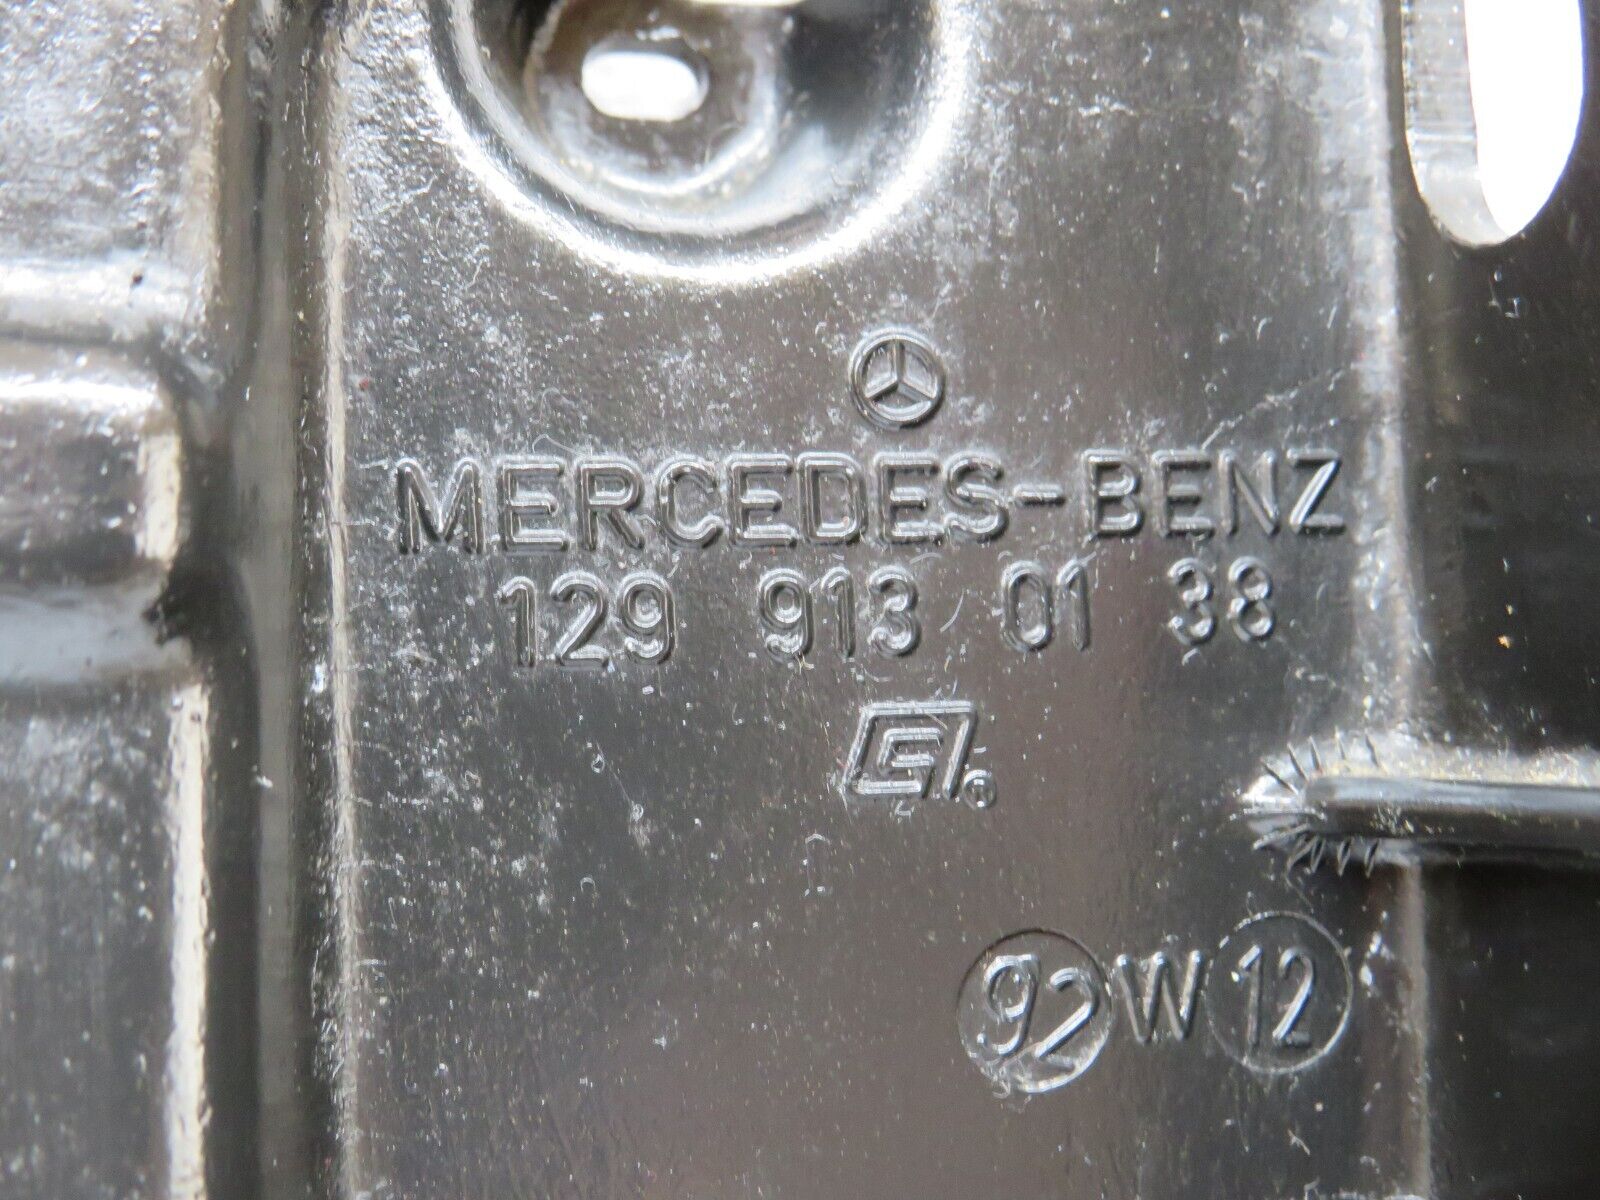 MERCEDES-BENZ
129 913 01 38
92 W 12